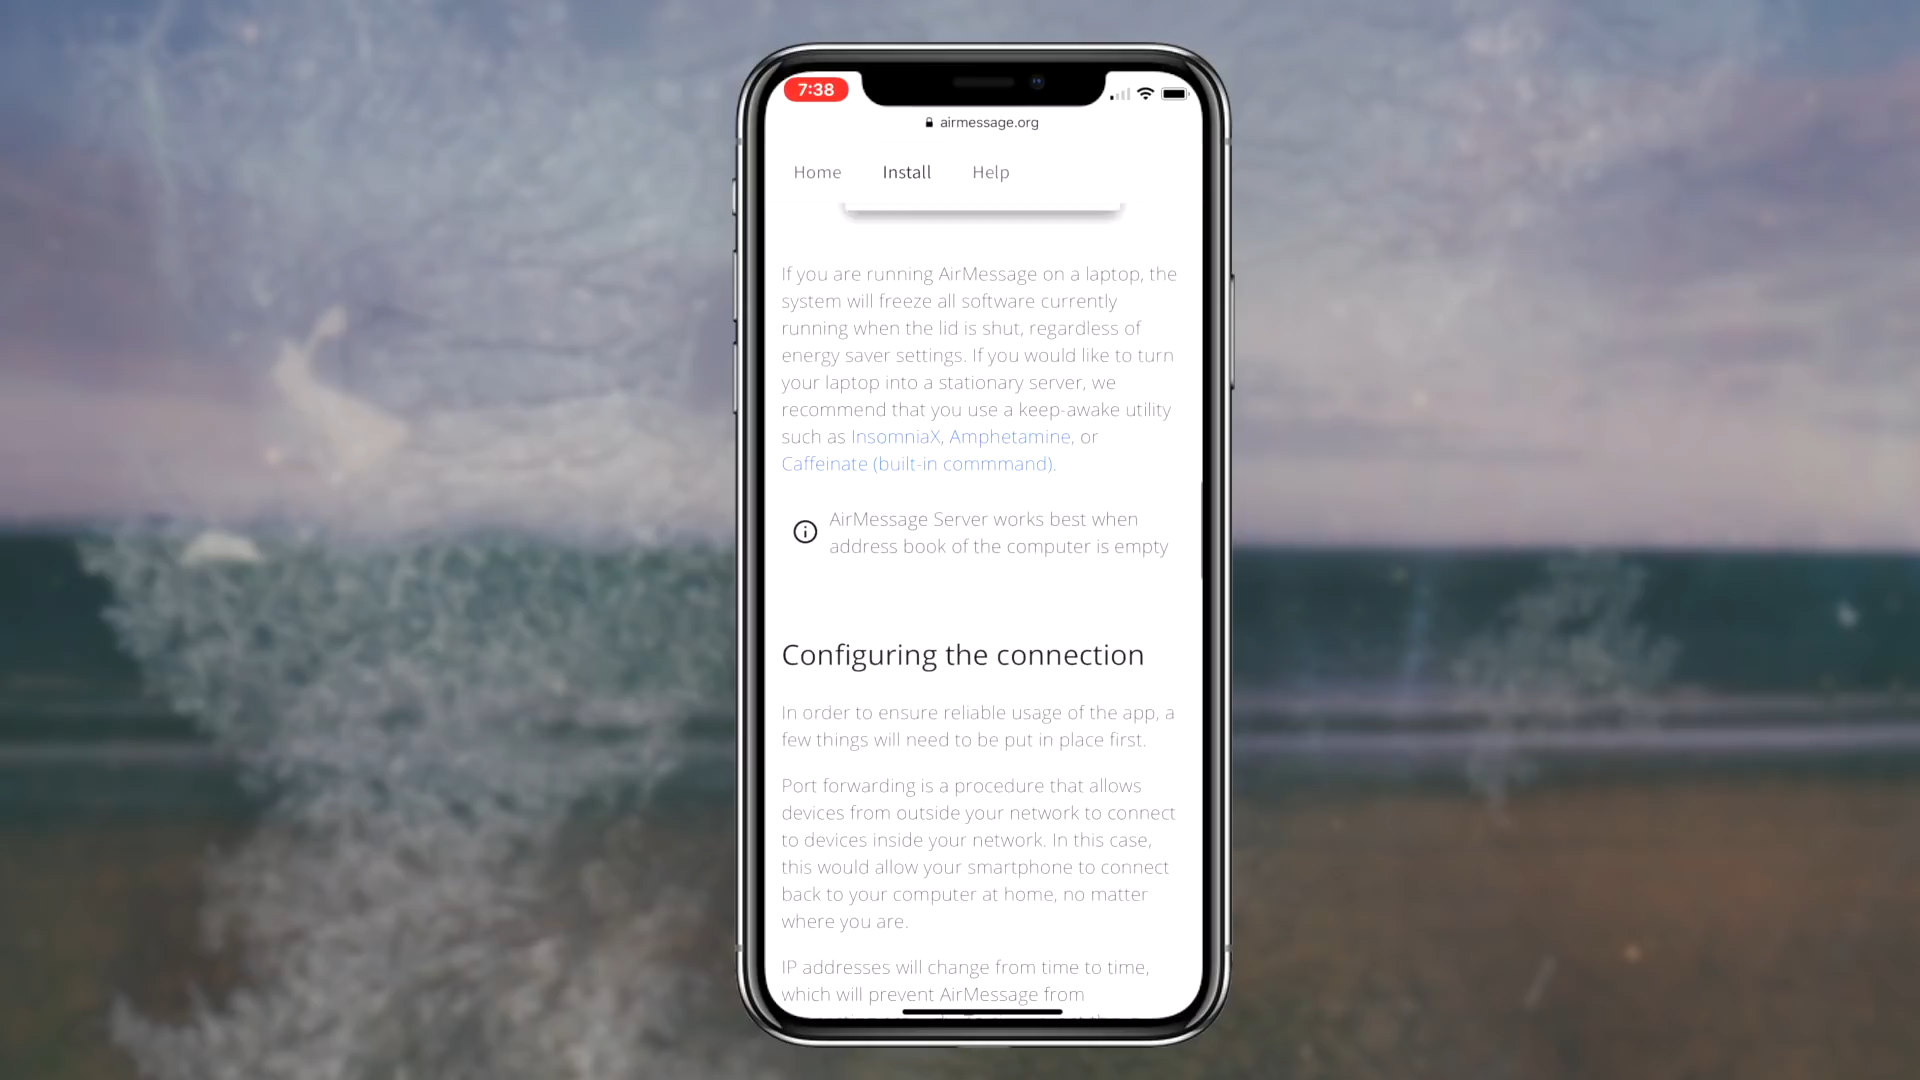 7:38
airmessage.org
Home Install Help
If you are running AirMessage on a laptop, the
system will freeze all software currently
running when the lid is shut, regardless of
energy saver settings. If you would like to turn
your laptop into a stationary server, we
recommend that you use a keep-awake utility
such as InsomniaX, Amphetamine, or
Caffeinate (built-in commmand).
AirMessage Server works best when
address book of the computer is empty
Configuring the connection
In order to ensure reliable usage of the app, a
few things will need to be put in place first.
Port forwarding is a procedure that allows
devices from outside your network to connect
to devices inside your network. In this case,
this would allow your smartphone to connect
back to your computer at home, no matter
where you are.
IP addresses will change from time to time,
which will prevent AirMessage from